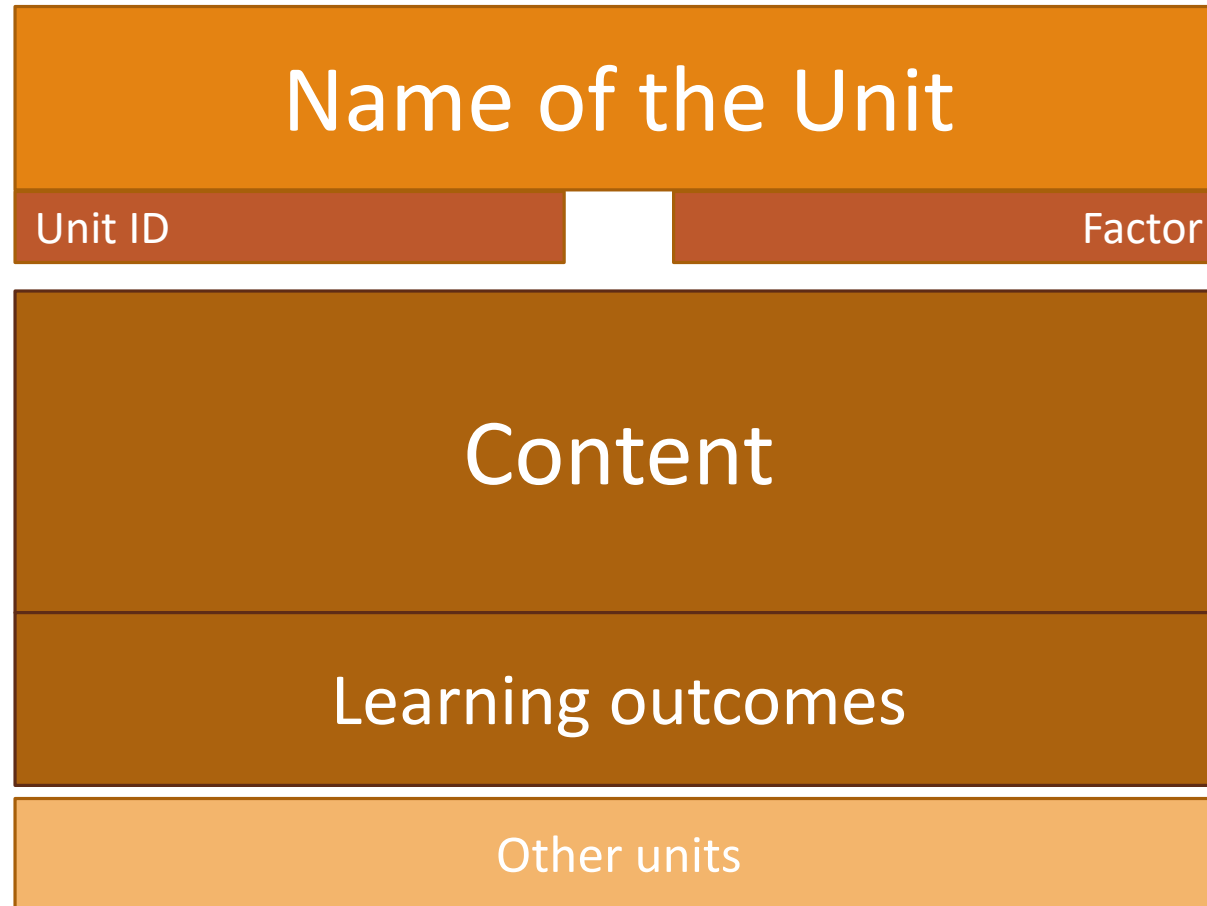 Name of the Unit
Unit ID
Factor
Content
Learning outcomes
Other units